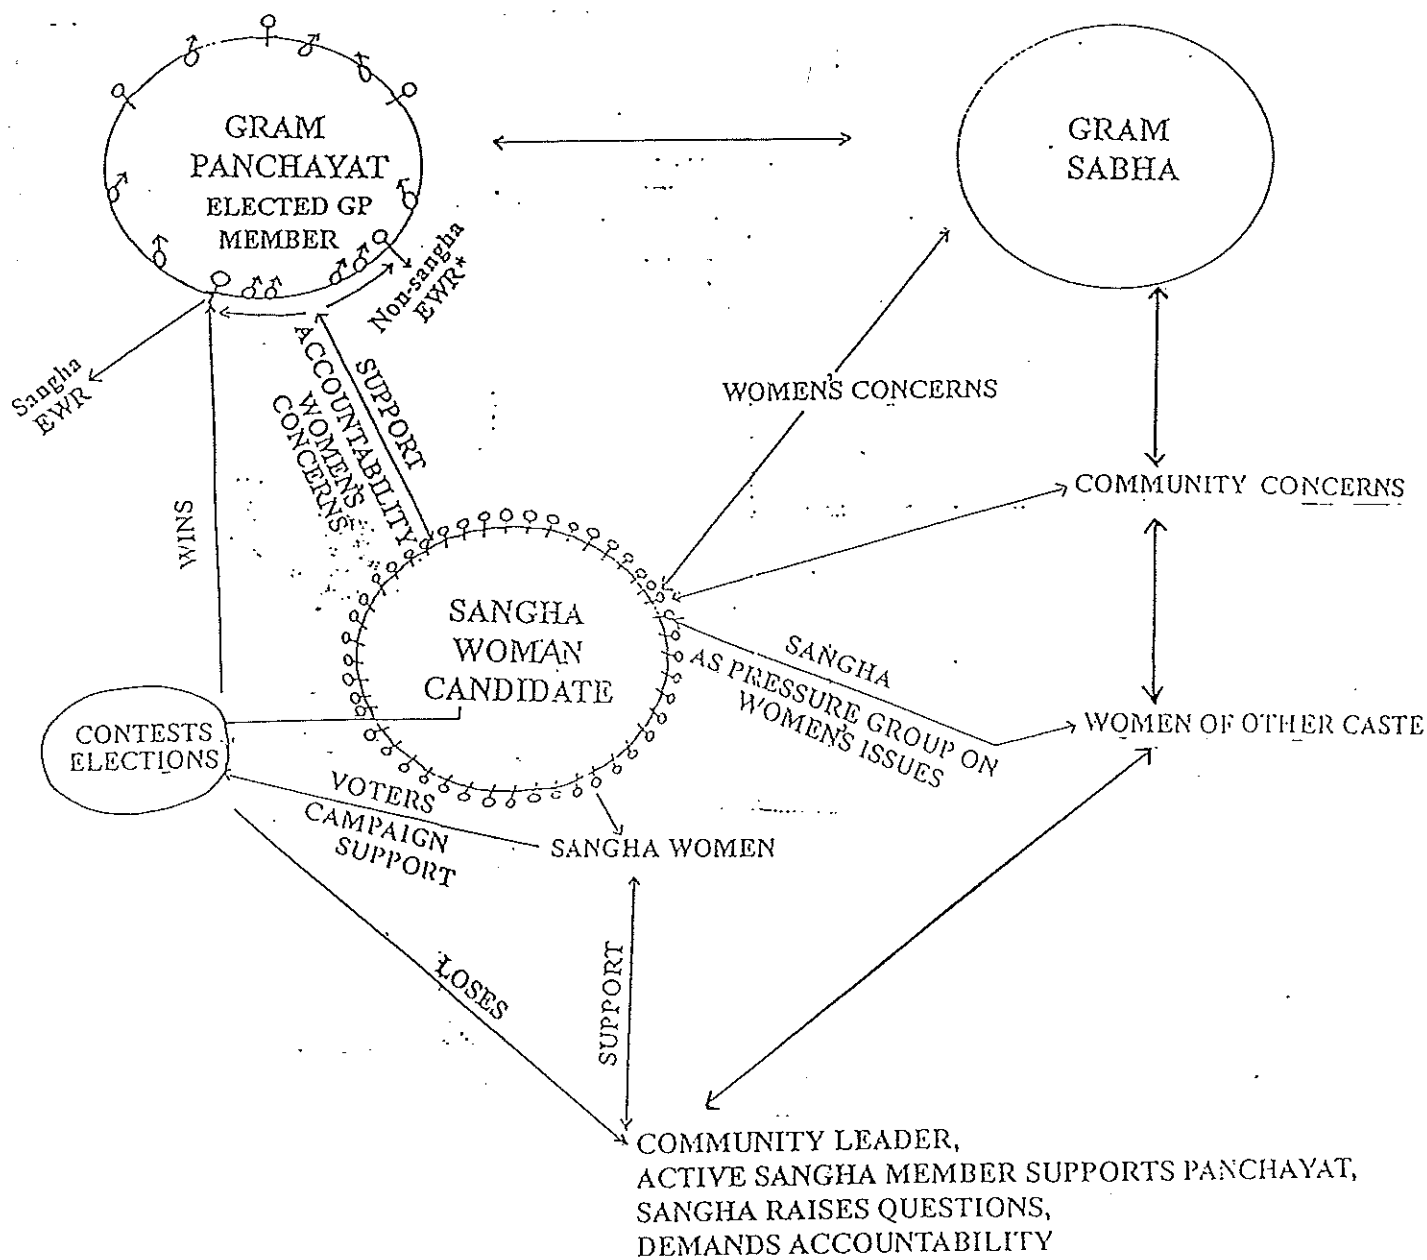 GRAM
PANCHAYAT
ELECTED GP
MEMBER
GRAM
SABHA
Non-sangha
EWR*
Sangha
EWR
SUPPORT
ACCOUNTABILITY
WOMEN'S
CONCERNS
WOMEN'S CONCERNS
COMMUNITY CONCERNS
WINS
SANGHA
WOMAN
CANDIDATE
SANGHA
AS PRESSURE GROUP ON
WOMEN'S ISSUES
WOMEN OF OTHER CASTE
CONTESTS
ELECTIONS
VOTERS
CAMPAIGN
SUPPORT
SANGHA WOMEN
LOSES
SUPPORT
COMMUNITY LEADER,
ACTIVE SANGHA MEMBER SUPPORTS PANCHAYAT,
SANGHA RAISES QUESTIONS,
DEMANDS ACCOUNTABILITY